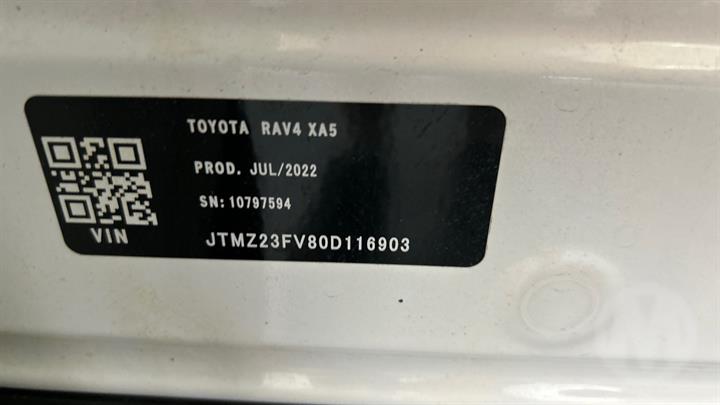 TOYOTA RAV4 XA5
PROD. JUL/2022
SN: 10797594
VIN
JTMZ23FV80D116903
M